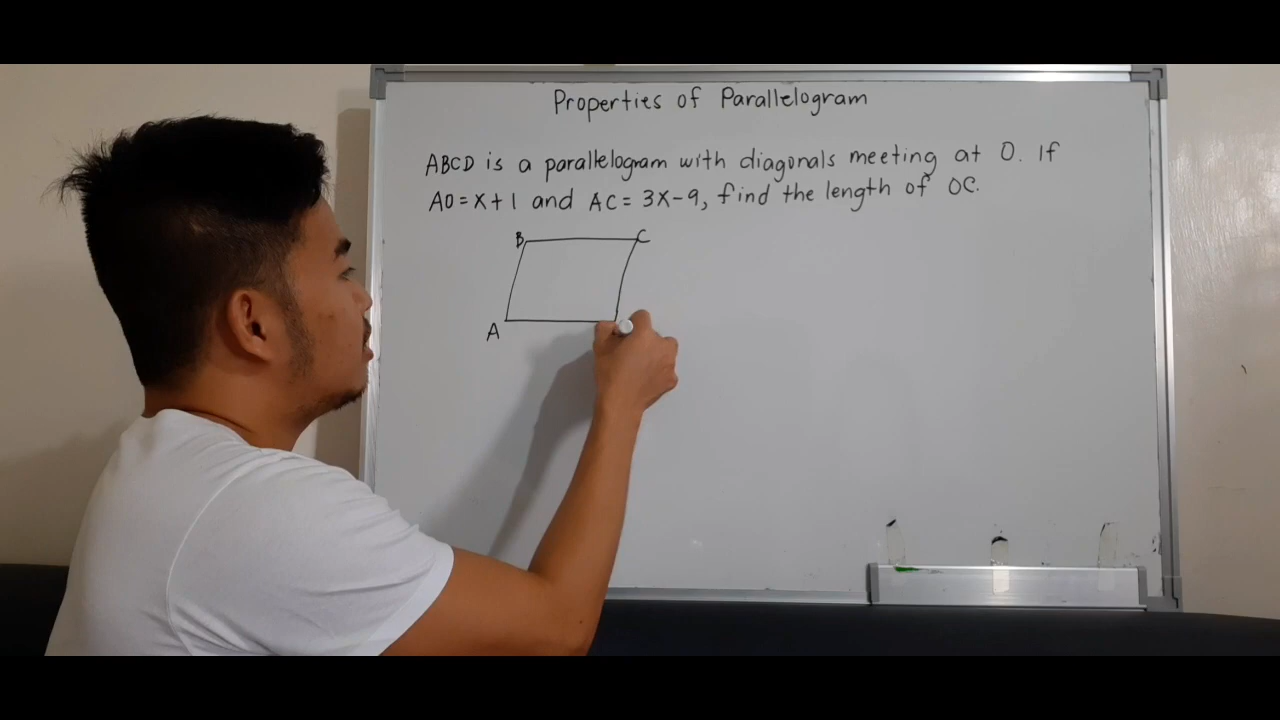 Properties of Parallelogram
ABCD is a parallelogram with diagonals meeting at O. If
AO=X+1 and AC=3X-9, find the length of OC.
B C
A